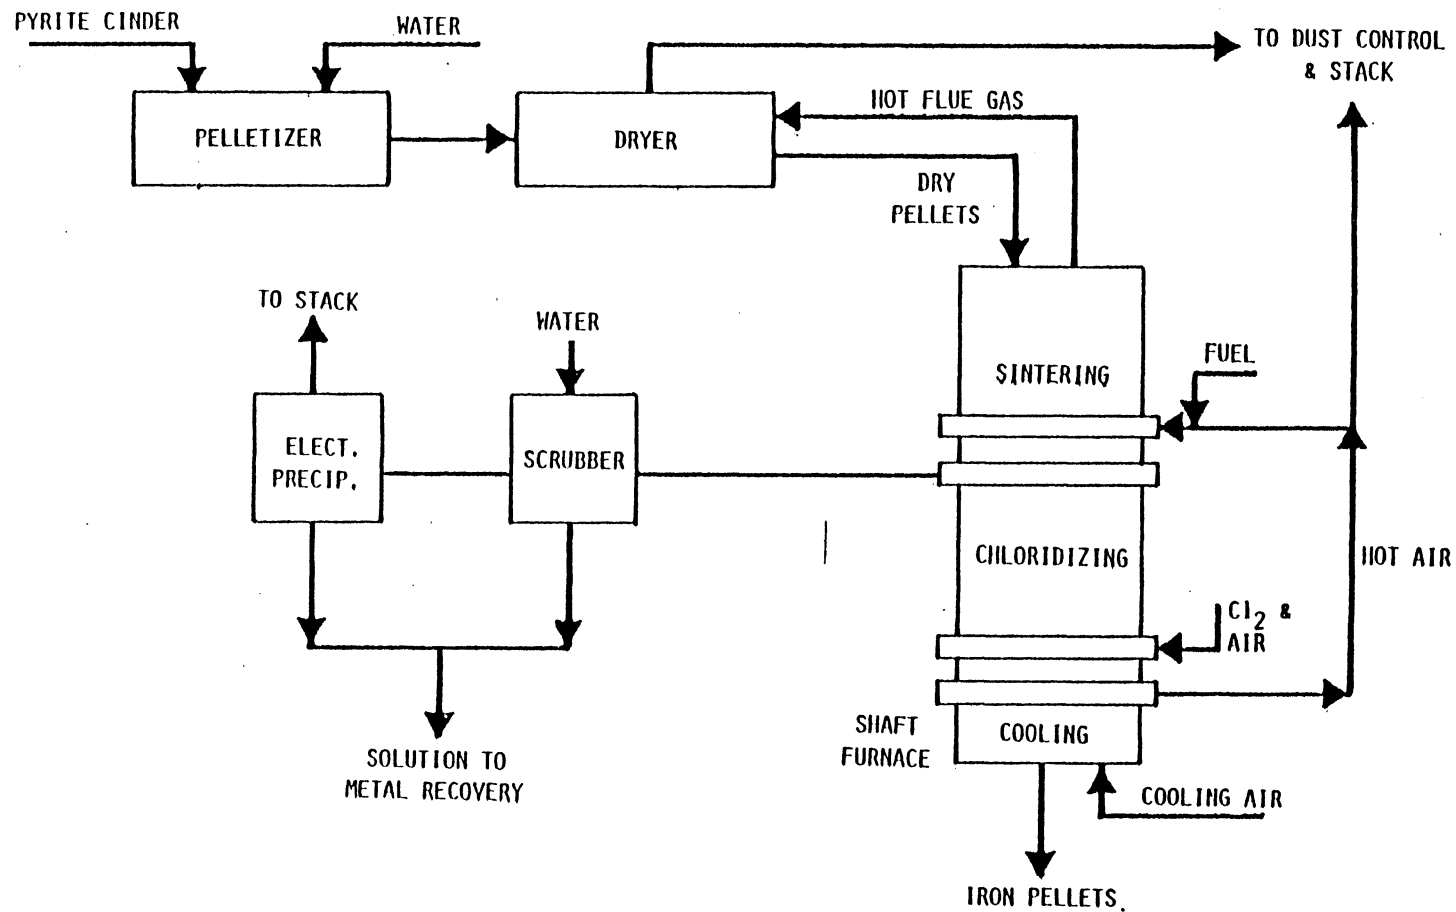 PYRITE CINDER
WATER
TO DUST CONTROL
& STACK
HOT FLUE GAS
PELLETIZER
DRYER
DRY
PELLETS
TO STACK
WATER
FUEL
SINTERING
ELECT.
PRECIP.
SCRUBBER
CHLORIDIZING
HOT AIR
Cl2 &
AIR
SHAFT
FURNACE
COOLING
SOLUTION TO
METAL RECOVERY
COOLING AIR
IRON PELLETS.